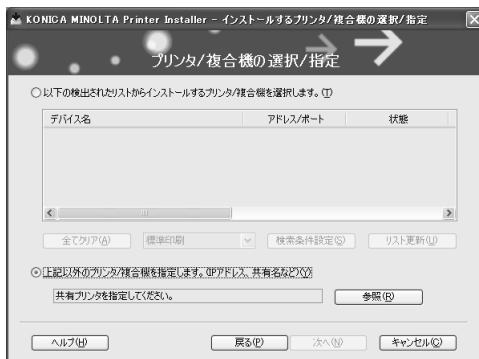 KONICA MINOLTA Printer Installer - インストールするプリンタ/複合機の選択/指定
プリンタ/複合機の選択/指定
以下の検出されたリストからインストールするプリンタ/複合機を選択します。(T)
デバイス名 アドレス/ポート 状態
全てクリア(A) 標準印刷 検索条件設定(S) リスト更新(U)
上記以外のプリンタ/複合機を指定します。(IPアドレス、共有名など)(Y)
共有プリンタを指定してください。 参照(R)
ヘルプ(H) 戻る(P) 次へ(N) キャンセル(C)